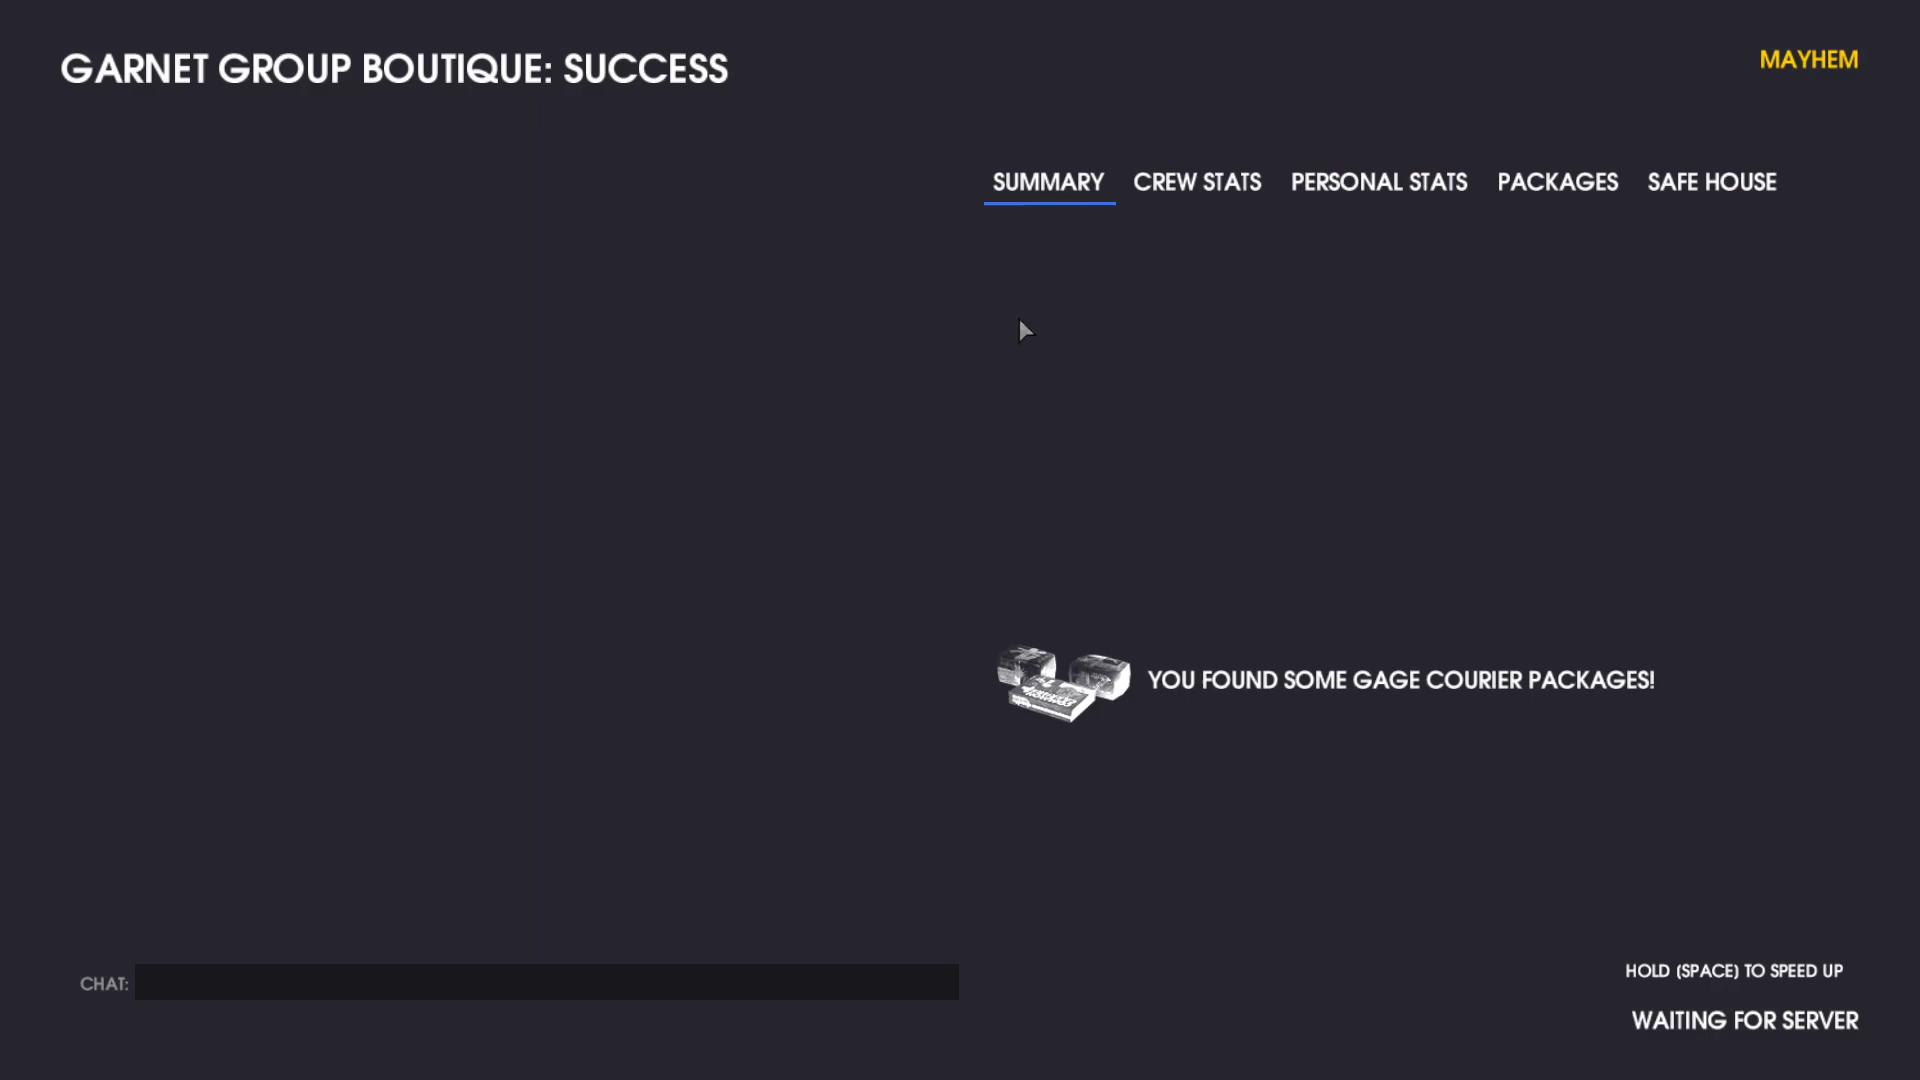 GARNET GROUP BOUTIQUE: SUCCESS
MAYHEM
SUMMARY CREW STATS PERSONAL STATS PACKAGES SAFE HOUSE
YOU FOUND SOME GAGE COURIER PACKAGES!
CHAT:
HOLD (SPACE) TO SPEED UP
WAITING FOR SERVER